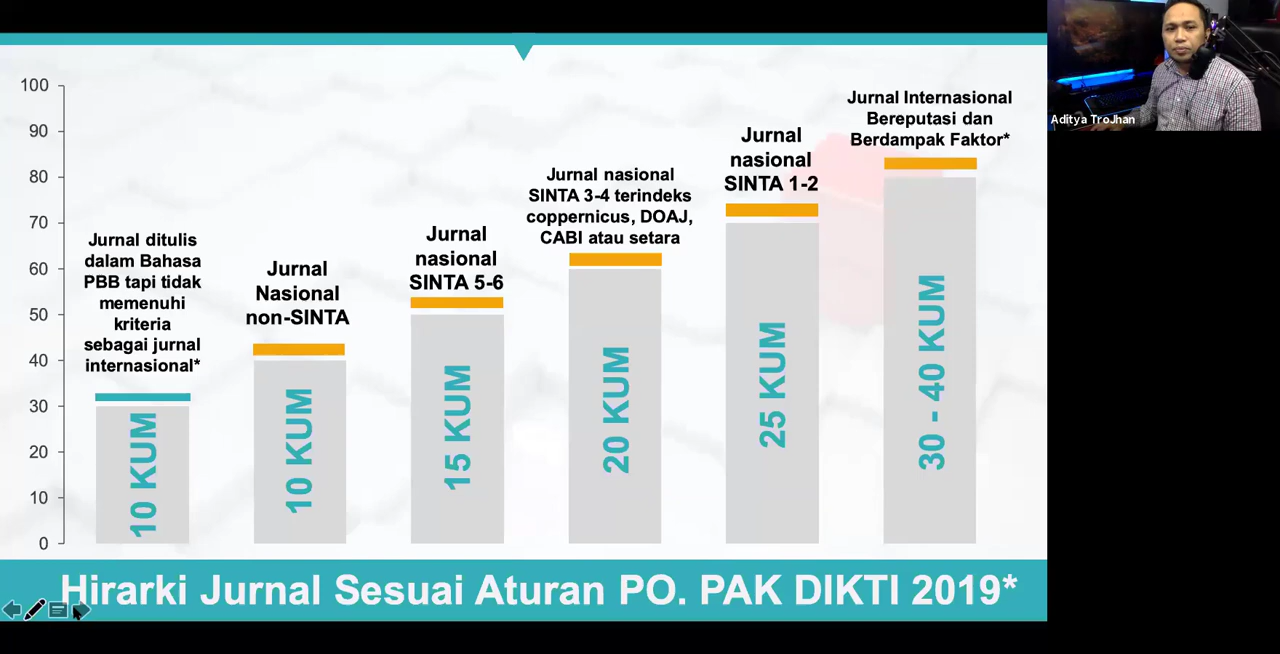 100
90
80
70
60
50
40
30
20
10
0
Jurnal ditulis
dalam Bahasa
PBB tapi tidak
memenuhi
kriteria
sebagai jurnal
internasional*
10 KUM
Jurnal
Nasional
non-SINTA
10 KUM
Jurnal
nasional
SINTA 5-6
15 KUM
Jurnal nasional
SINTA 3-4 terindeks
coppernicus, DOAJ,
CABI atau setara
20 KUM
Jurnal
nasional
SINTA 1-2
25 KUM
Jurnal Internasional
Bereputasi dan
Berdampak Faktor*
30 - 40 KUM
Hirarki Jurnal Sesuai Aturan PO. PAK DIKTI 2019*
Aditya TroJhan